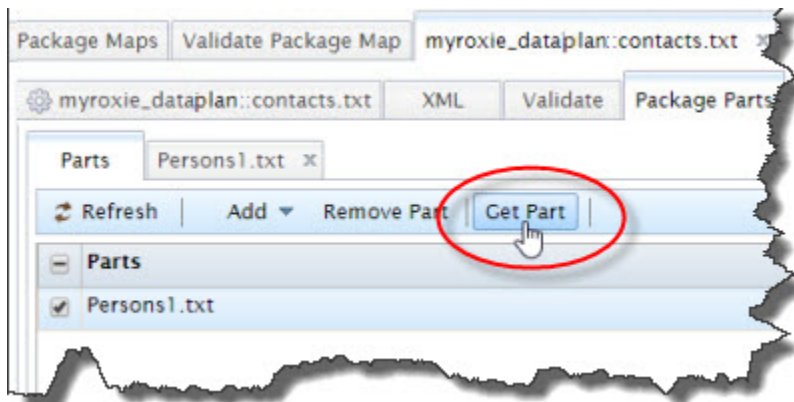 Package Maps Validate Package Map myroxie_dataplan::contacts.txt x
myroxie_dataplan::contacts.txt XML Validate Package Parts
Parts Persons1.txt x
Refresh Add Remove Part Get Part
Parts
Persons1.txt